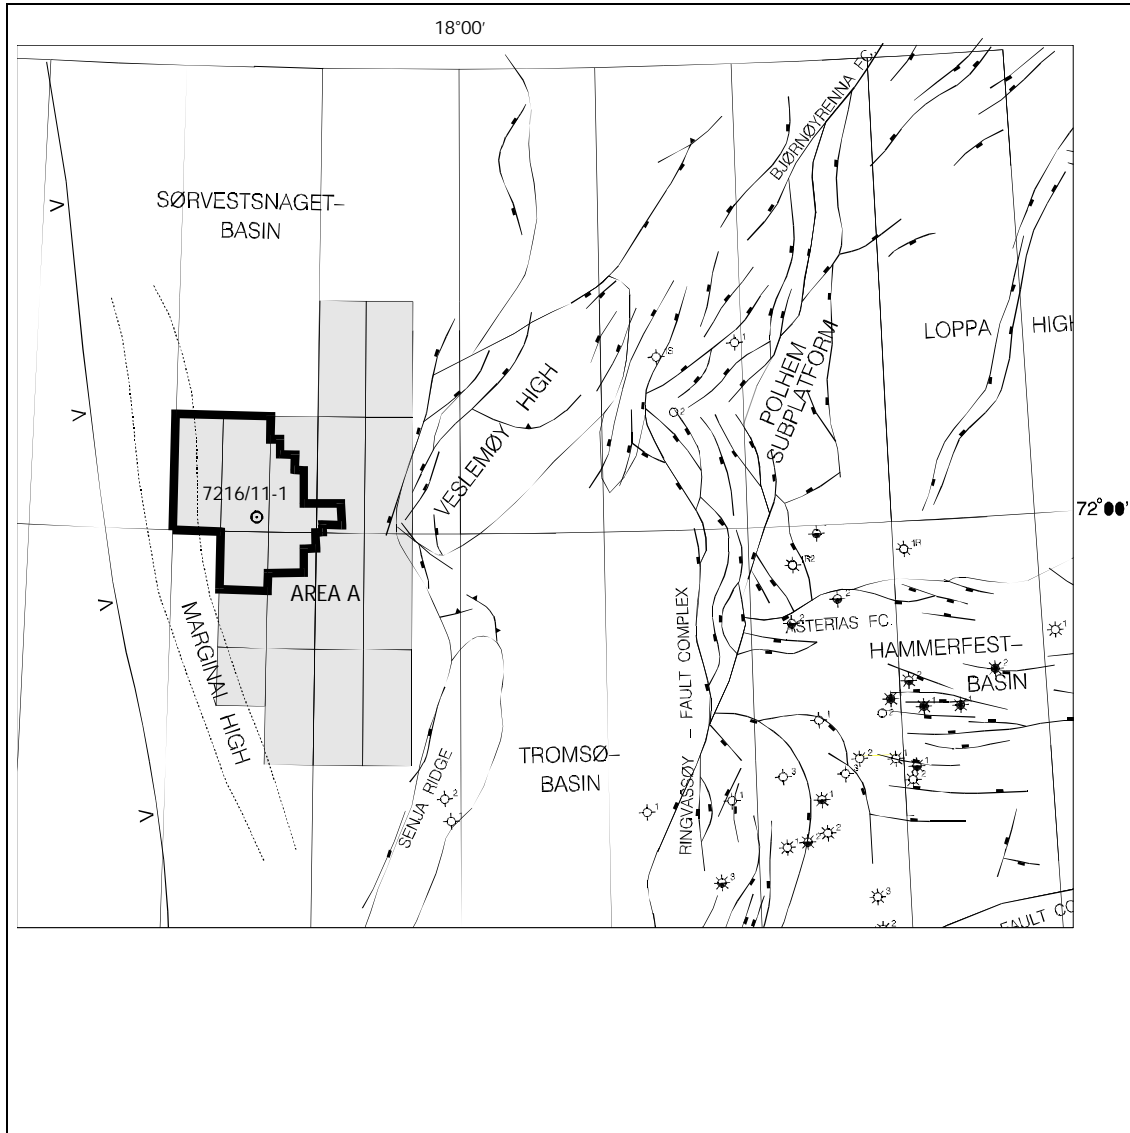 18°00'
BJØRNØYRENNA FC.
SØRVESTSNAGET–
BASIN
LOPPA HIGH
POLHEM
SUBPLATFORM
VESLEMØY HIGH
7216/11-1
72°00'
AREA A
MARGINAL HIGH
ASTERIAS FC.
HAMMERFEST–
BASIN
RINGVASSØY – FAULT COMPLEX
TROMSØ–
BASIN
SENJA RIDGE
FAULT CO